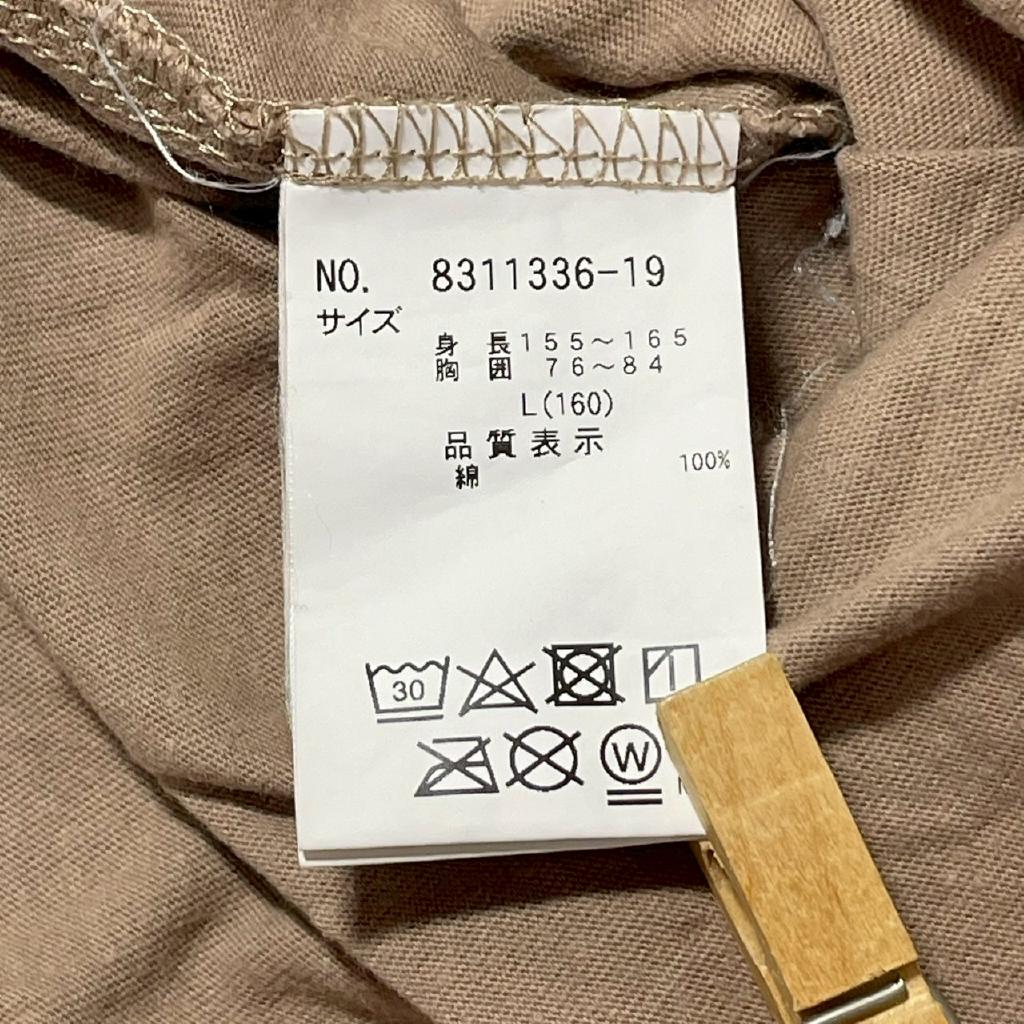 NO. 8311336-19
サイズ
身 長155～165
胸 囲 76～84
L(160)
品質表示
綿 100%
30
W